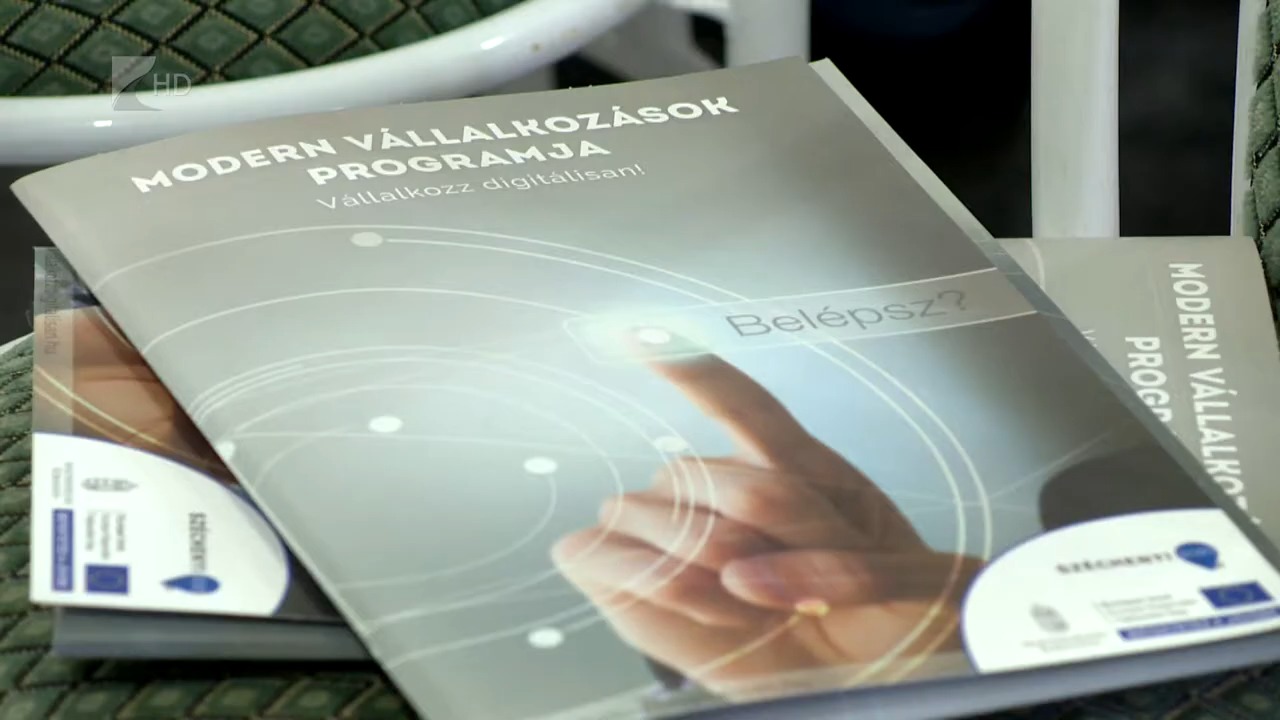 HD
MODERN VÁLLALKOZÁSOK
PROGRAMJA
Vállalkozz digitálisan!
Belépsz?
MODERN VÁLLALKOZ
PROG
SZÉCHENYI
SZÉCHENYI